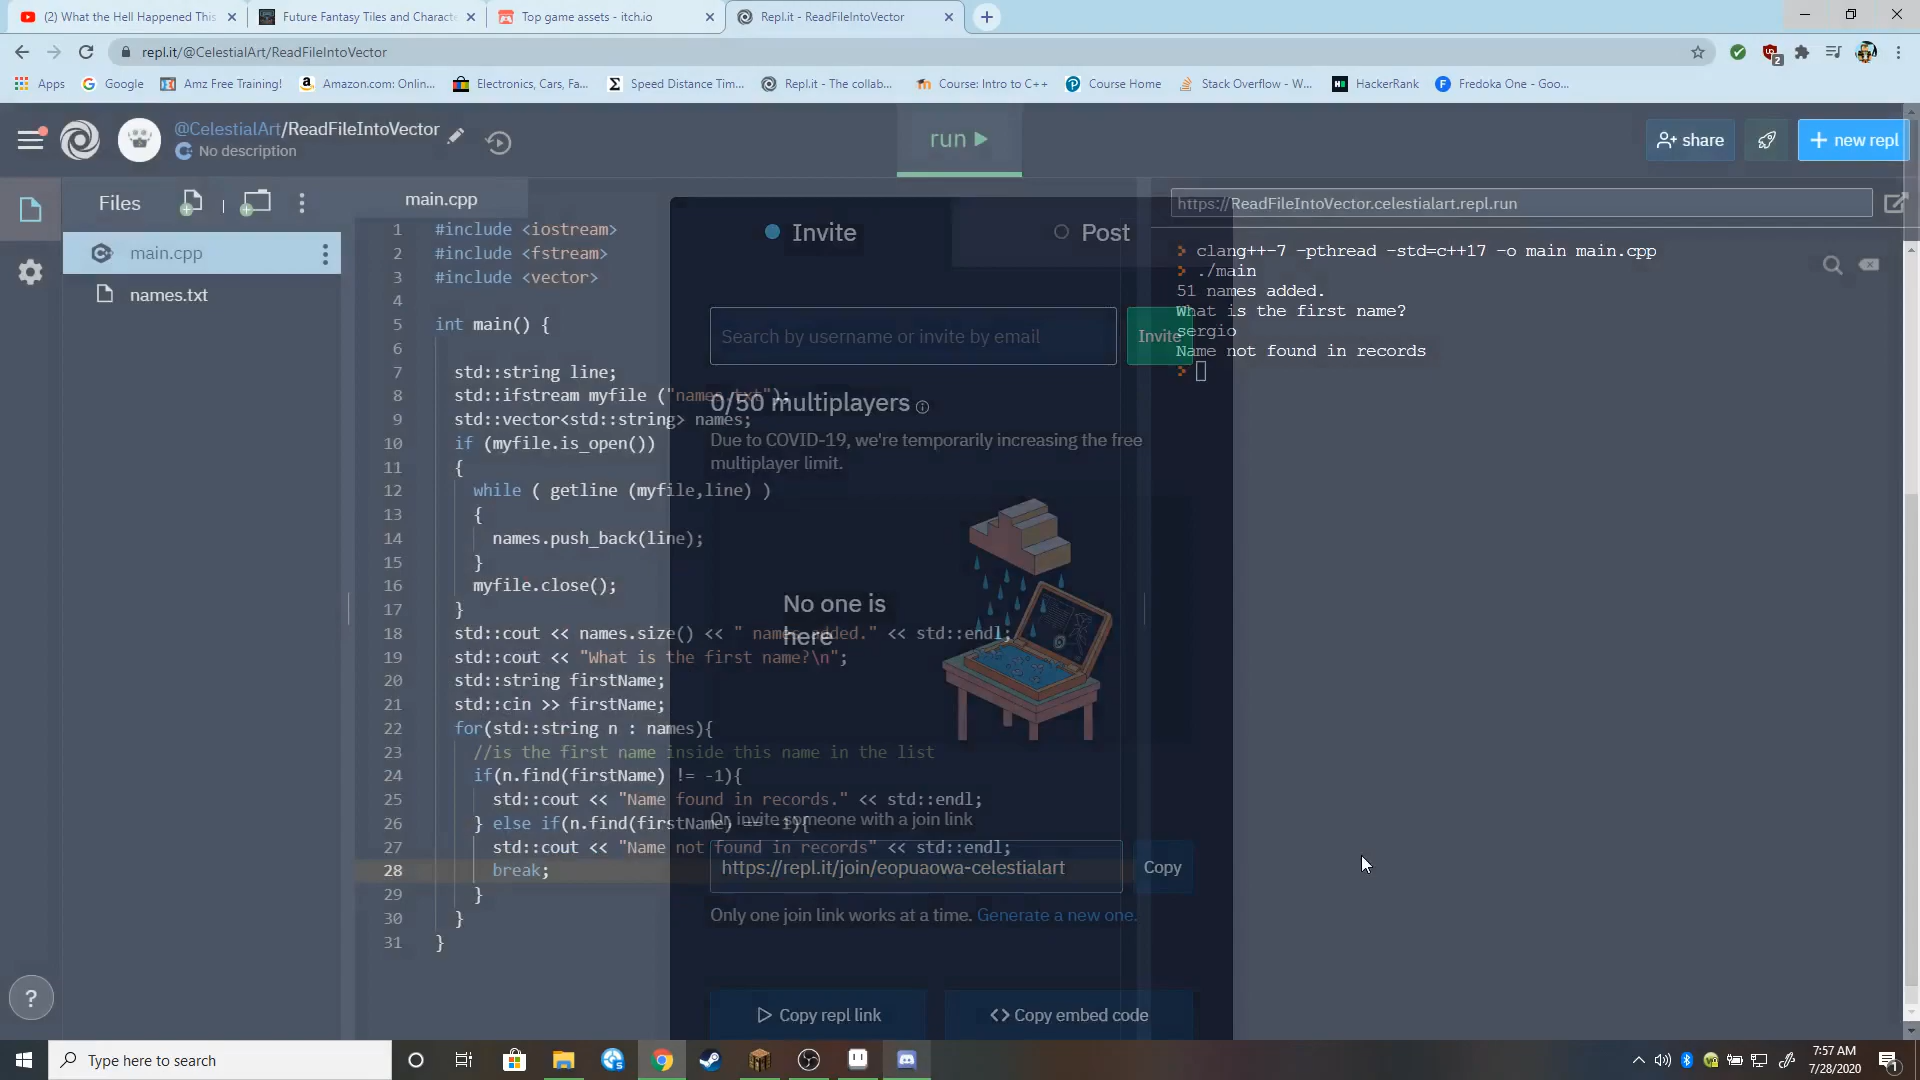 (2) What the Hell Happened This
Future Fantasy Tiles and Characte
Top game assets - itch.io
Repl.it - ReadFileIntoVector
repl.it/@CelestialArt/ReadFileIntoVector
2
Apps
Google
Amz Free Training!
Amazon.com: Onlin...
Electronics, Cars, Fa...
Speed Distance Tim...
Repl.it - The collab...
Course: Intro to C++
Course Home
Stack Overflow - W...
HackerRank
Fredoka One - Goo...
@CelestialArt/ReadFileIntoVector
No description
run
share
+ new repl
Files
main.cpp
names.txt
main.cpp
1 #include <iostream>
2 #include <fstream>
3 #include <vector>
4
5 int main() {
6
7 std::string line;
8 std::ifstream myfile ("names.txt");
9 std::vector<std::string> names;
10 if (myfile.is_open())
11 {
12 while ( getline (myfile,line) )
13 {
14 names.push_back(line);
15 }
16 myfile.close();
17 }
18 std::cout << names.size() << " names added." << std::endl;
19 std::cout << "What is the first name?\n";
20 std::string firstName;
21 std::cin >> firstName;
22 for(std::string n : names){
23 //is the first name inside this name in the list
24 if(n.find(firstName) != -1){
25 std::cout << "Name found in records." << std::endl;
26 } else if(n.find(firstName) == -1){
27 std::cout << "Name not found in records" << std::endl;
28 break;
29 }
30 }
31 }
Invite
Post
Search by username or invite by email
Invite
0/50 multiplayers
Due to COVID-19, we're temporarily increasing the free
multiplayer limit.
No one is
here
Or invite someone with a join link
https://repl.it/join/eopuaowa-celestialart
Copy
Only one join link works at a time. Generate a new one.
Copy repl link
<> Copy embed code
https://ReadFileIntoVector.celestialart.repl.run
clang++-7 -pthread -std=c++17 -o main main.cpp
./main
51 names added.
What is the first name?
sergio
Name not found in records
?
Type here to search
7:57 AM
7/28/2020
1